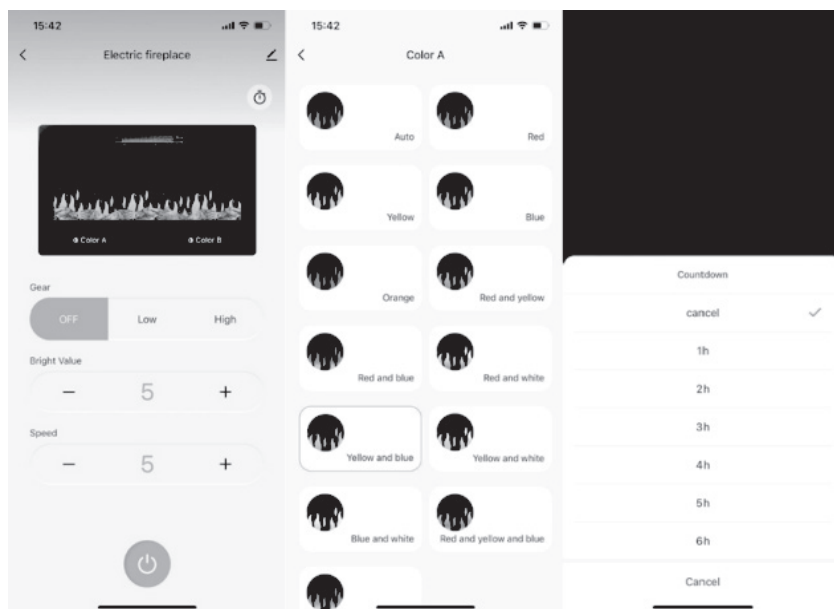 15:42
Electric fireplace
Color A
Color B
Gear
OFF
Low
High
Bright Value
5
Speed
5
15:42
Color A
Auto
Red
Yellow
Blue
Orange
Red and yellow
Red and blue
Red and white
Yellow and blue
Yellow and white
Blue and white
Red and yellow and blue
Countdown
cancel
1h
2h
3h
4h
5h
6h
Cancel